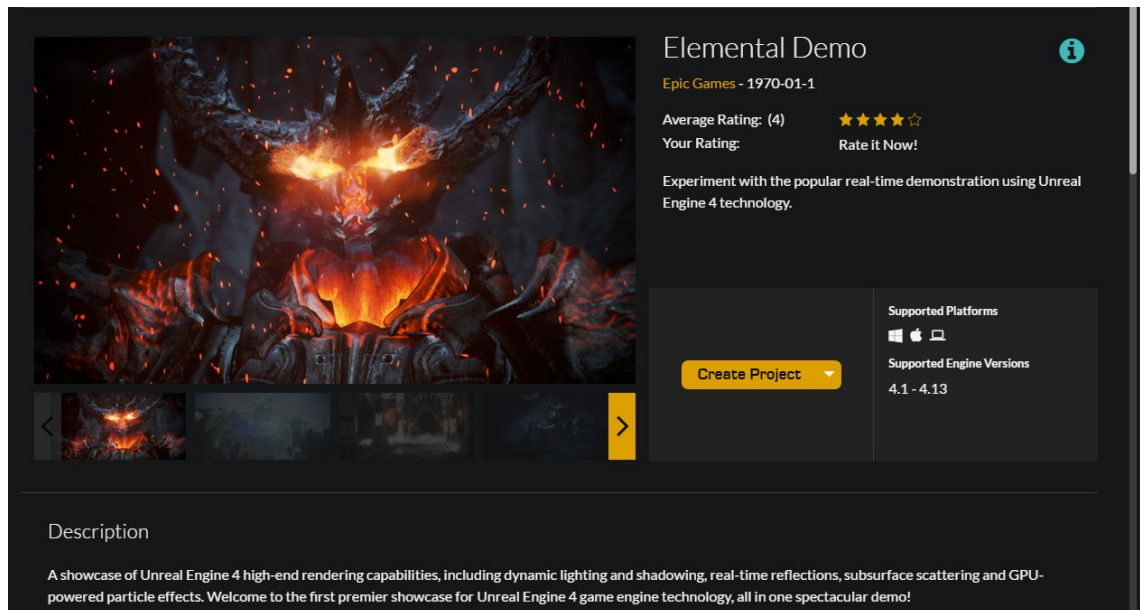 Elemental Demo
Epic Games - 1970-01-1
Average Rating: (4)
Your Rating: Rate it Now!
Experiment with the popular real-time demonstration using Unreal
Engine 4 technology.
Create Project
Supported Platforms
Supported Engine Versions
4.1 - 4.13
Description
A showcase of Unreal Engine 4 high-end rendering capabilities, including dynamic lighting and shadowing, real-time reflections, subsurface scattering and GPU-
powered particle effects. Welcome to the first premier showcase for Unreal Engine 4 game engine technology, all in one spectacular demo!